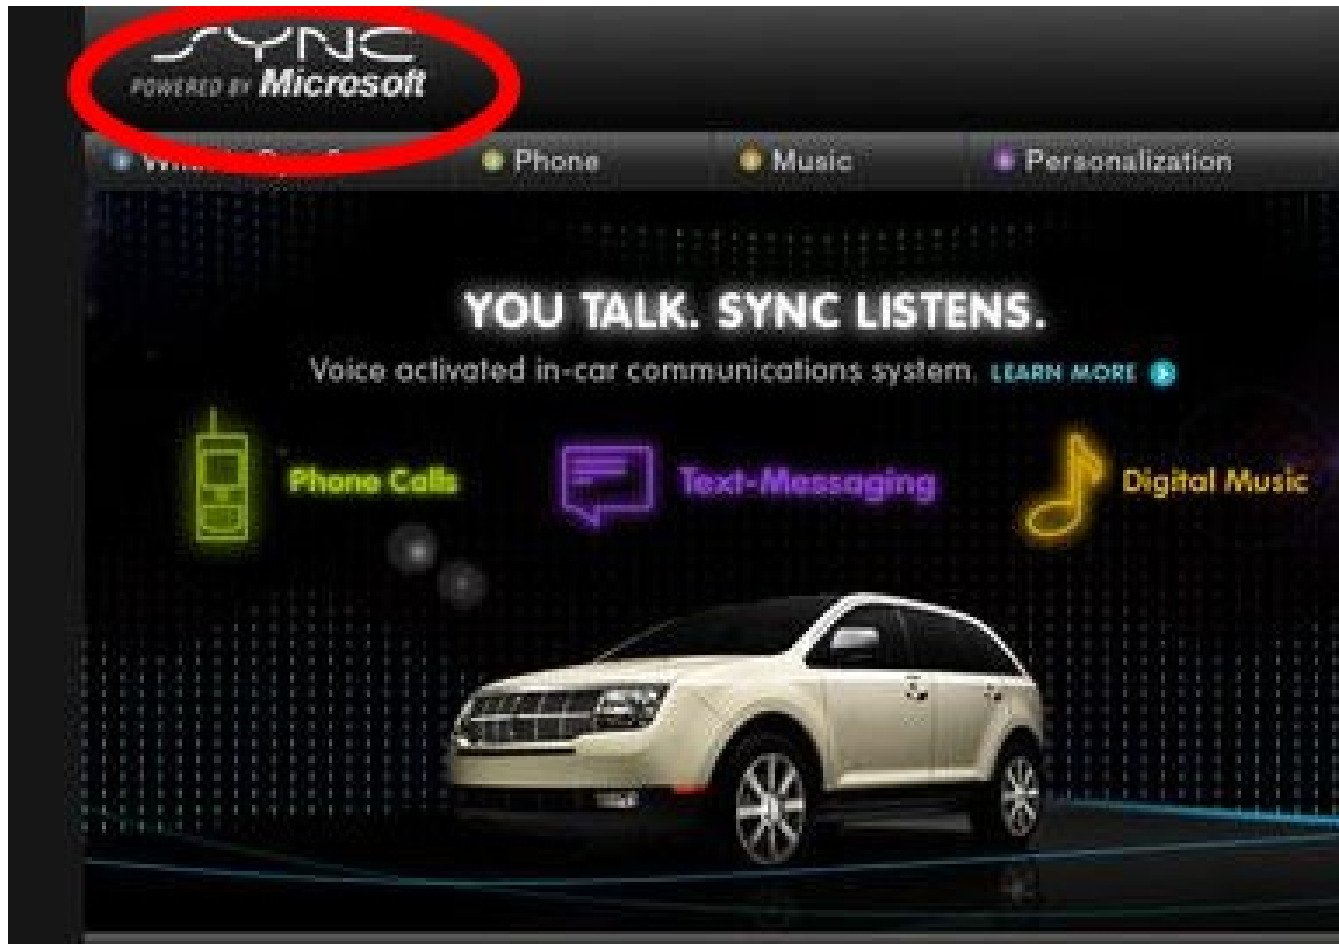 SYNC
POWERED BY Microsoft
Phone Music Personalization
YOU TALK. SYNC LISTENS.
Voice activated in-car communications system. LEARN MORE
Phone Calls Text-Messaging Digital Music